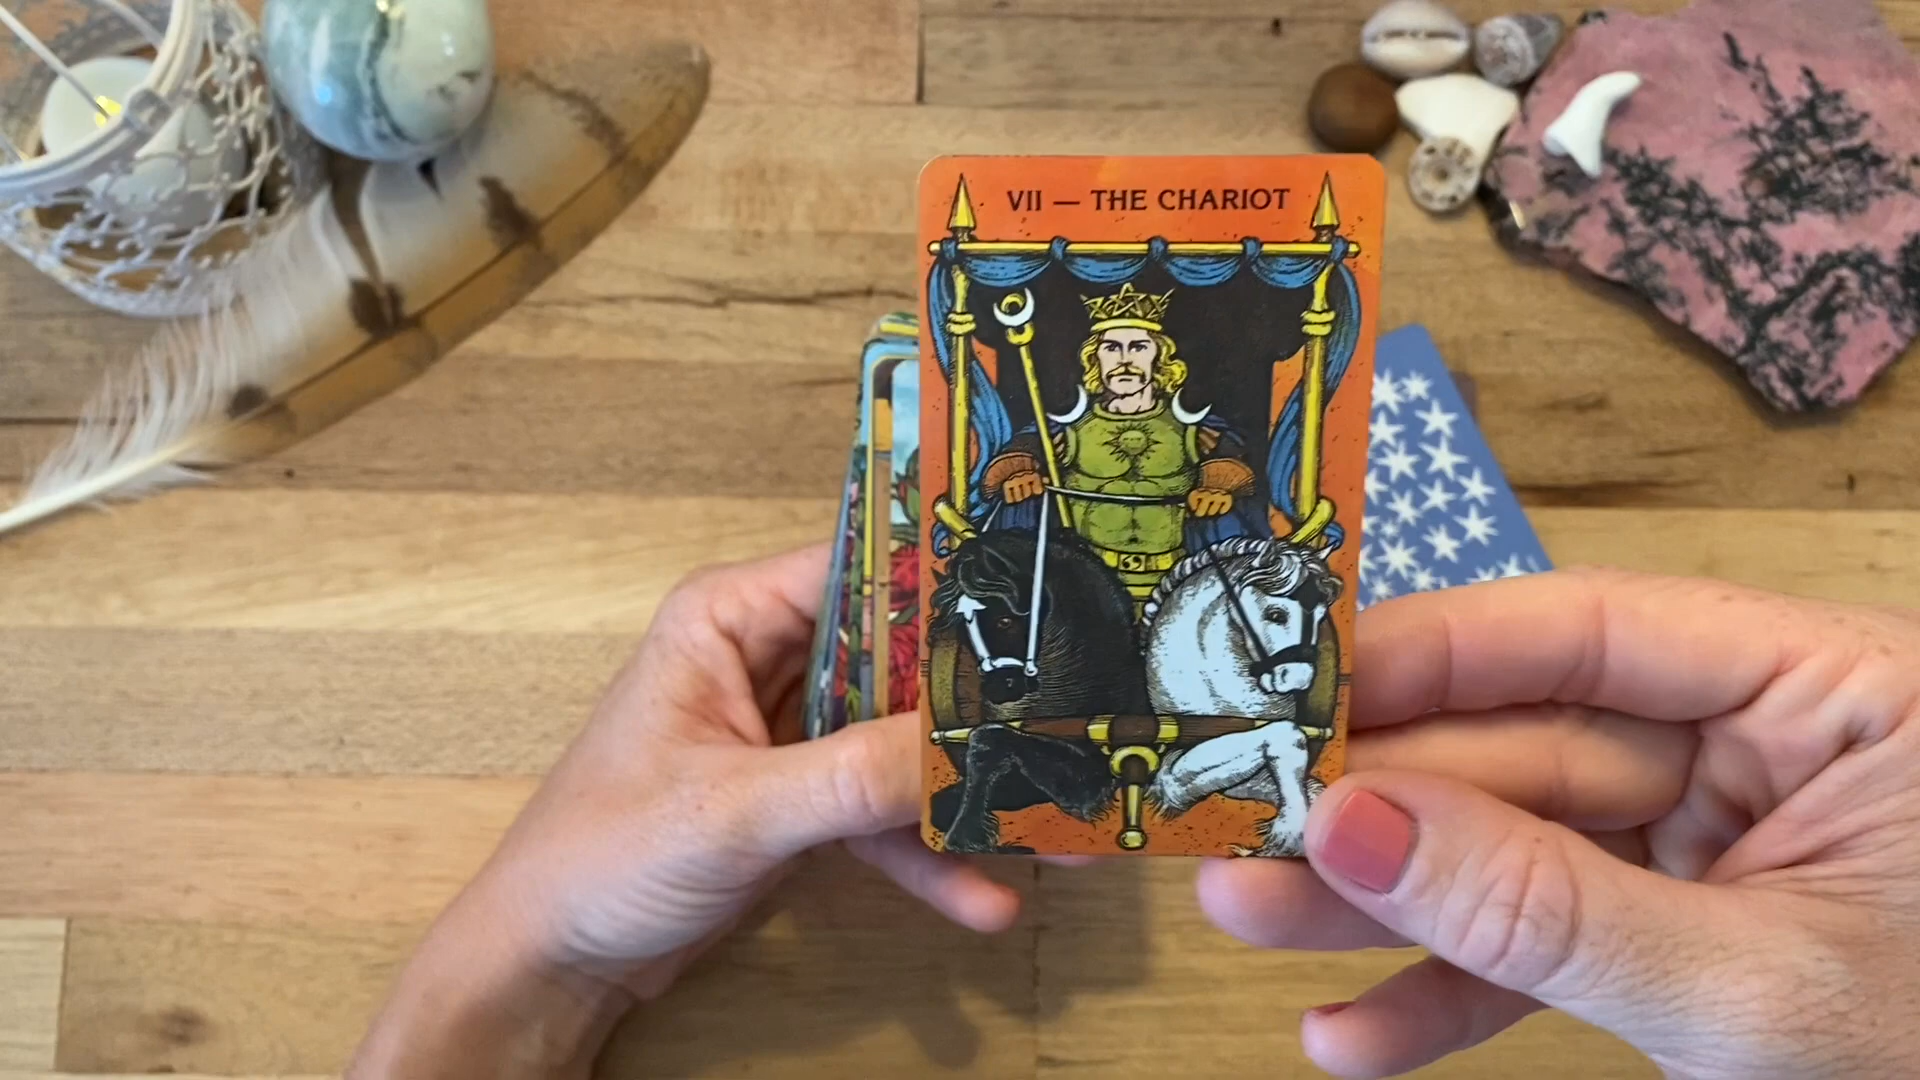 VII — THE CHARIOT